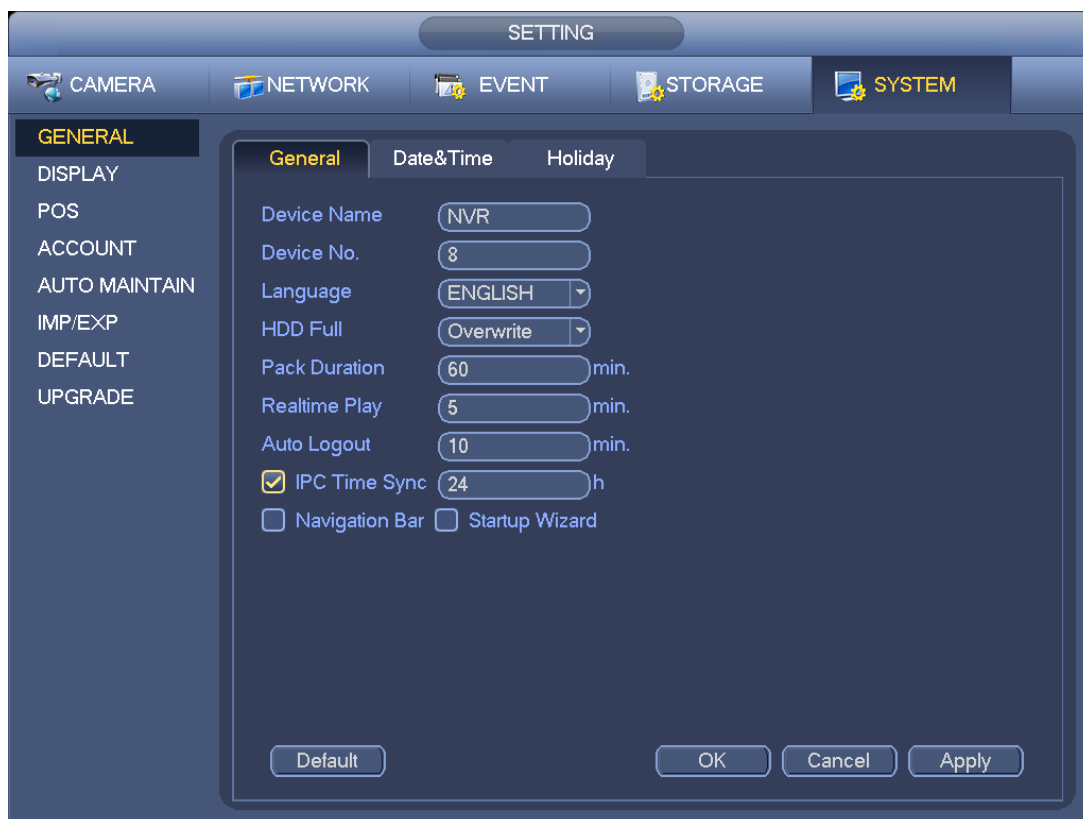 SETTING
CAMERA NETWORK EVENT STORAGE SYSTEM
GENERAL
DISPLAY
POS
ACCOUNT
AUTO MAINTAIN
IMP/EXP
DEFAULT
UPGRADE
General Date&Time Holiday
Device Name NVR
Device No. 8
Language ENGLISH
HDD Full Overwrite
Pack Duration 60 min.
Realtime Play 5 min.
Auto Logout 10 min.
IPC Time Sync 24 h
Navigation Bar Startup Wizard
Default OK Cancel Apply